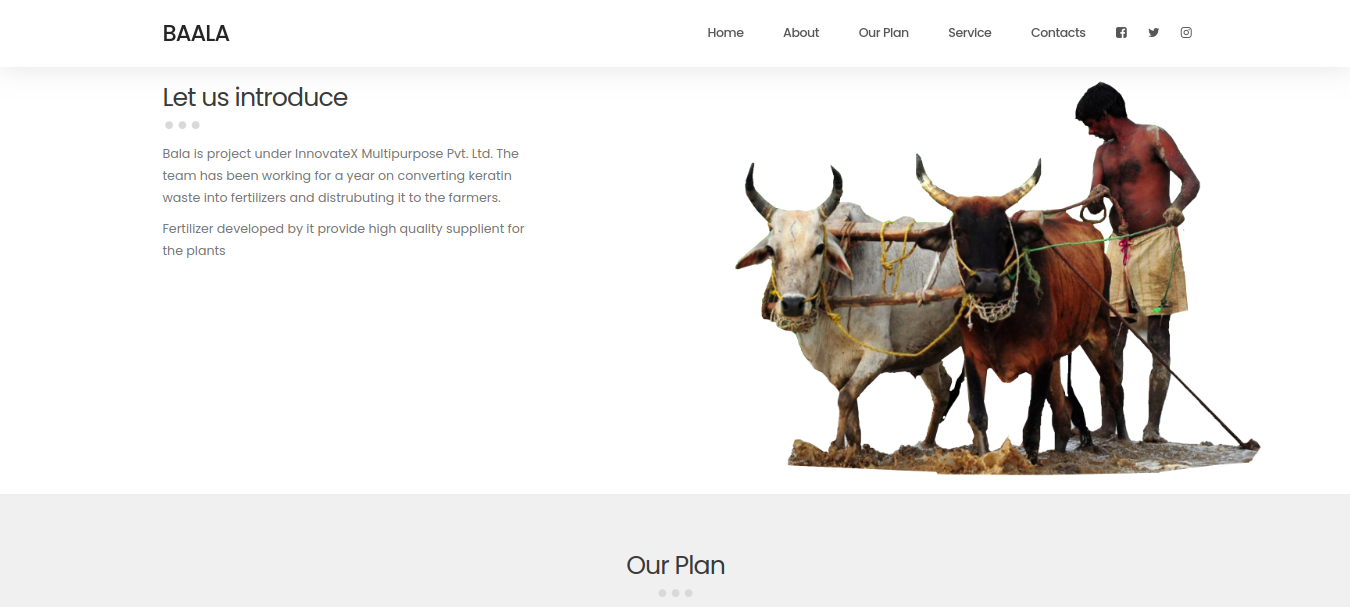 BAALA
Home About Our Plan Service Contacts
Let us introduce
Bala is project under InnovateX Multipurpose Pvt. Ltd. The
team has been working for a year on converting keratin
waste into fertilizers and distrubuting it to the farmers.
Fertilizer developed by it provide high quality supplient for
the plants
Our Plan